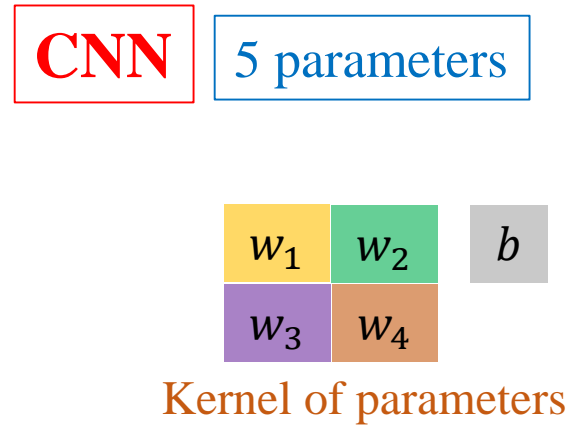 CNN 5 parameters
w₁ w₂ b
w₃ w₄
Kernel of parameters